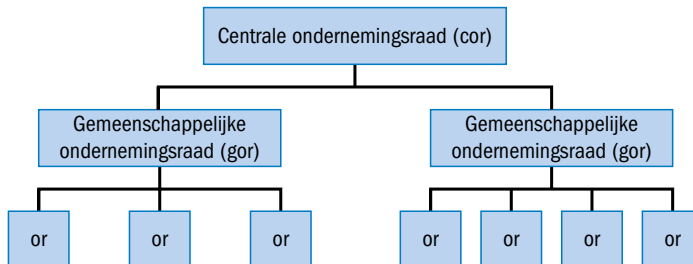 Centrale ondernemingsraad (cor)
Gemeenschappelijke
ondernemingsraad (gor)
Gemeenschappelijke
ondernemingsraad (gor)
or
or
or
or
or
or
or